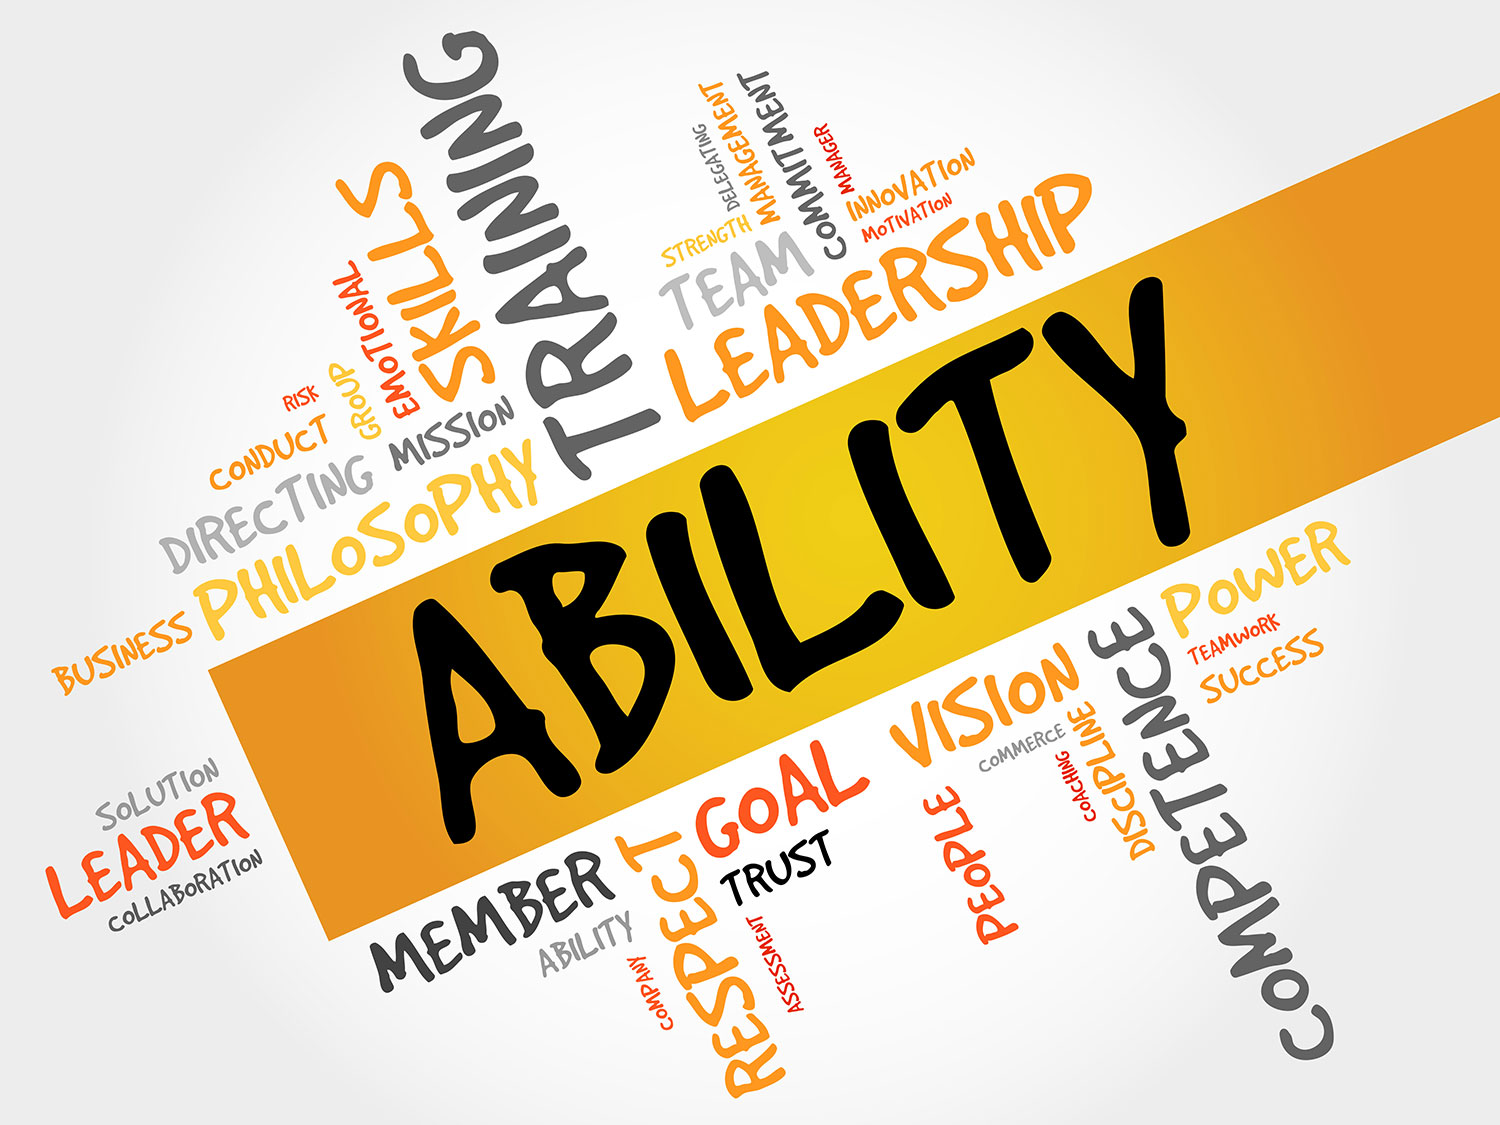 TRAINING
SKILLS
EMOTIONAL
GROUP
RISK
CONDUCT
MISSION
DIRECTING
PHILOSOPHY
BUSINESS
DELEGATING
MANAGEMENT
COMMITMENT
MANAGER
INNOVATION
MOTIVATION
STRENGTH
TEAM
LEADERSHIP
ABILITY
SOLUTION
LEADER
COLLABORATION
MEMBER
ABILITY
COMPANY
RESPECT
GOAL
TRUST
ASSESSMENT
VISION
COMMERCE
PEOPLE
COACHING
DISCIPLINE
COMPETENCE
POWER
TEAMWORK
SUCCESS